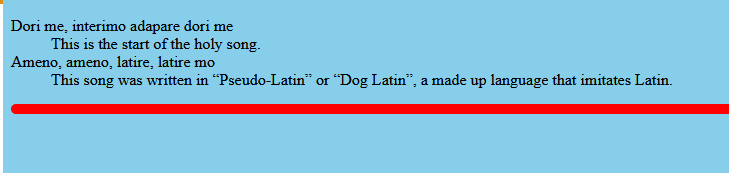 Dori me, interimo adapare dori me
This is the start of the holy song.
Ameno, ameno, latire, latire mo
This song was written in “Pseudo-Latin” or “Dog Latin”, a made up language that imitates Latin.